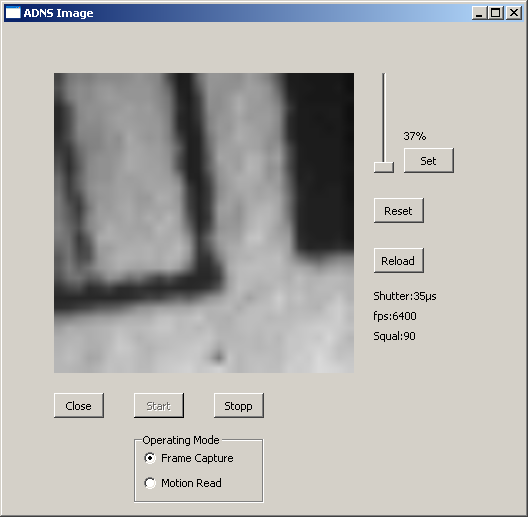 ADNS Image
37%
Set
Reset
Reload
Shutter:35µs
fps:6400
Squal:90
Close
Start
Stopp
Operating Mode
Frame Capture
Motion Read